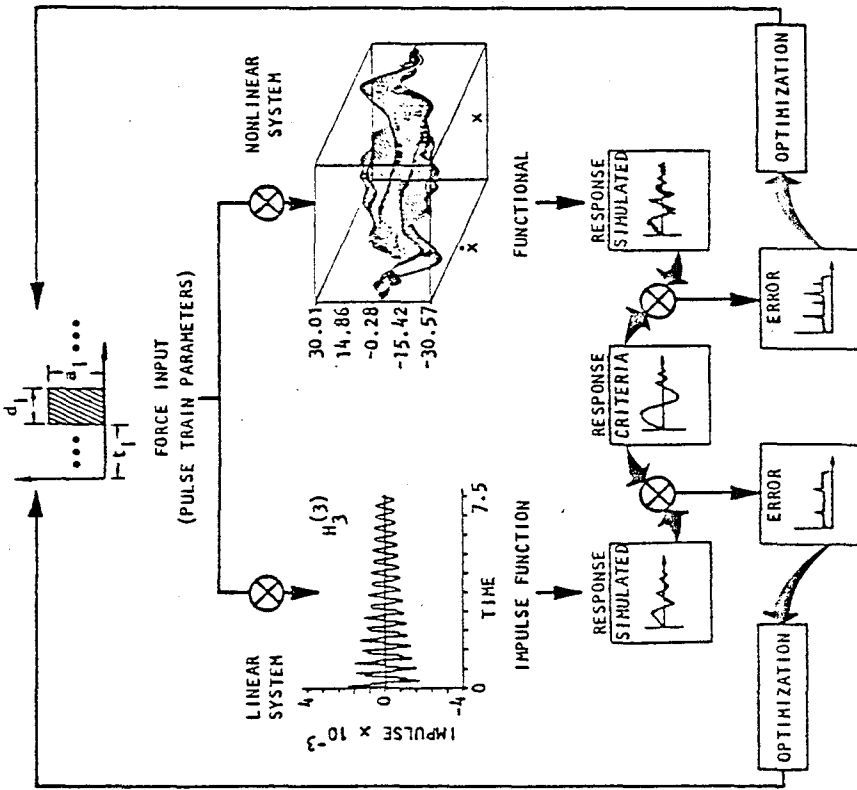 d1
a1
t1
FORCE INPUT
(PULSE TRAIN PARAMETERS)
LINEAR
SYSTEM
NONLINEAR
SYSTEM
IMPULSE x 10^-3
4
0
-4
H3^(3)
0
7.5
TIME
IMPULSE FUNCTION
30.01
14.86
-0.28
-15.42
-30.57
ẋ
x
FUNCTIONAL
RESPONSE
SIMULATED
RESPONSE
CRITERIA
RESPONSE
SIMULATED
ERROR
ERROR
OPTIMIZATION
OPTIMIZATION